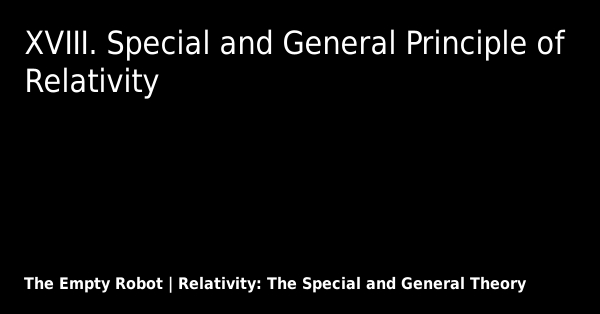 XVIII. Special and General Principle of
Relativity
The Empty Robot | Relativity: The Special and General Theory